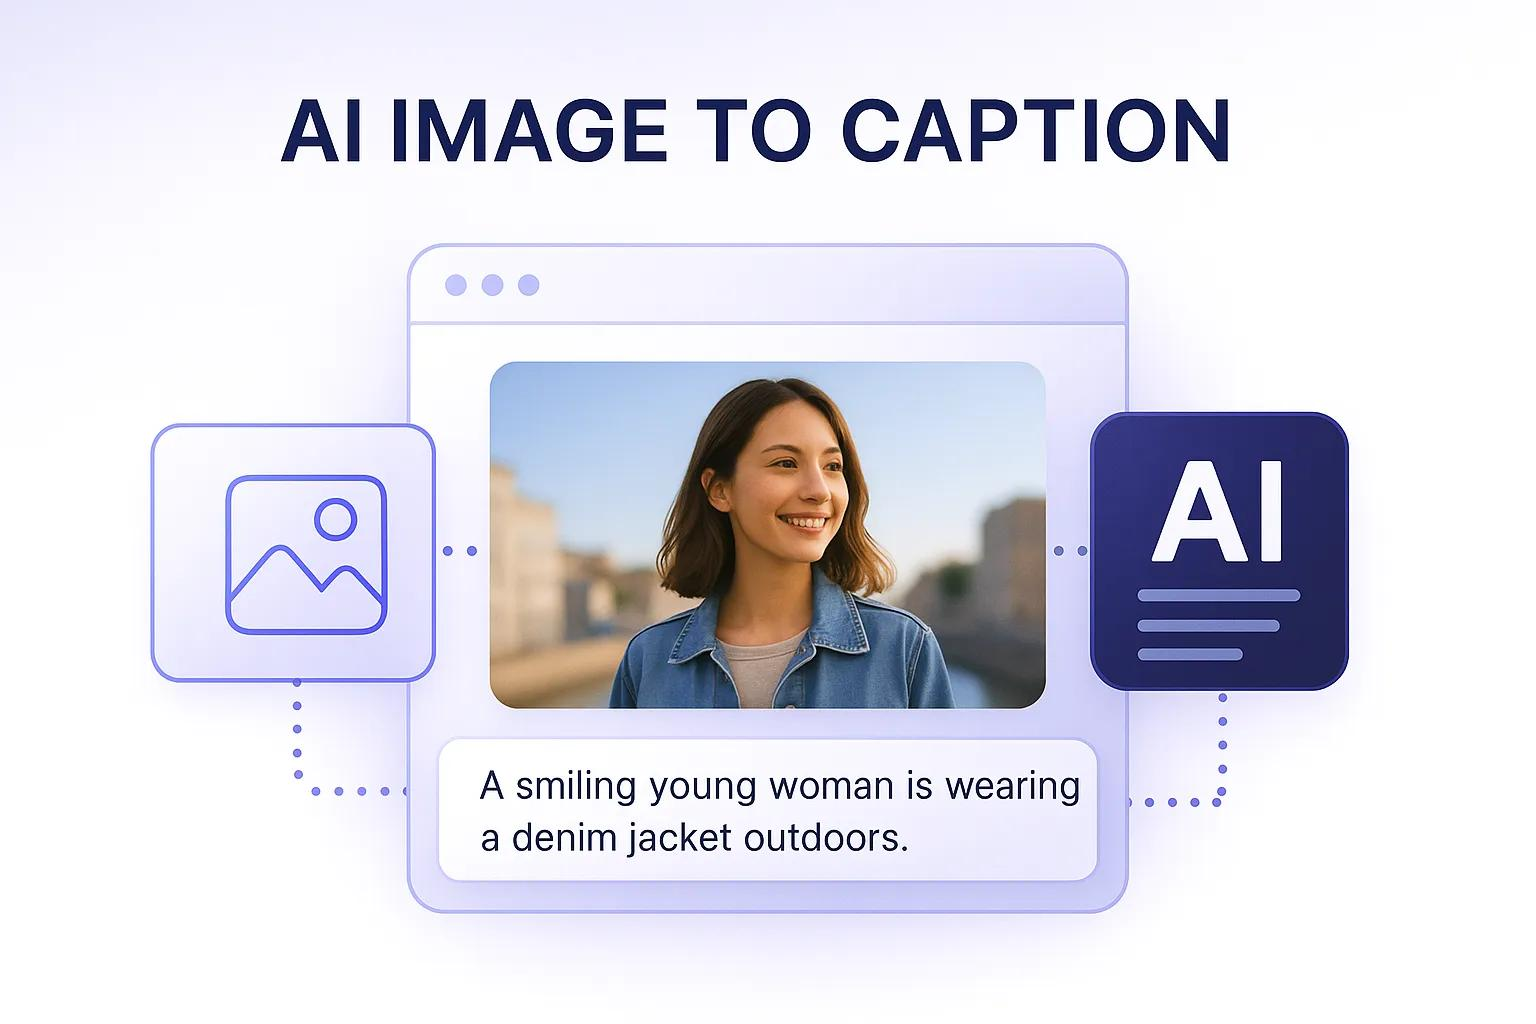 AI IMAGE TO CAPTION
AI
A smiling young woman is wearing
a denim jacket outdoors.